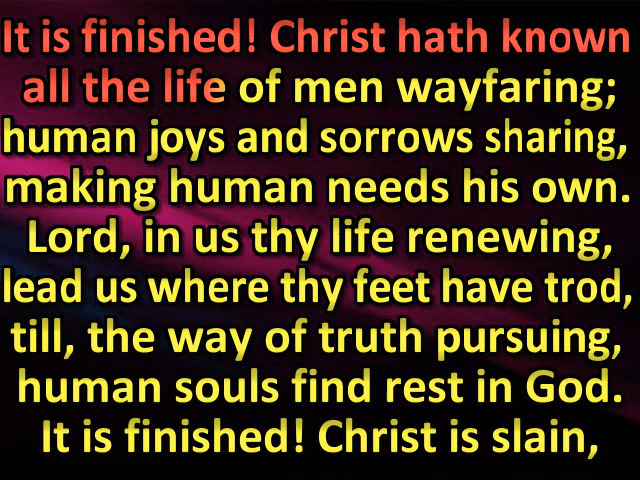 It is finished! Christ hath known
all the life of men wayfaring;
human joys and sorrows sharing,
making human needs his own.
Lord, in us thy life renewing,
lead us where thy feet have trod,
till, the way of truth pursuing,
human souls find rest in God.
It is finished! Christ is slain,